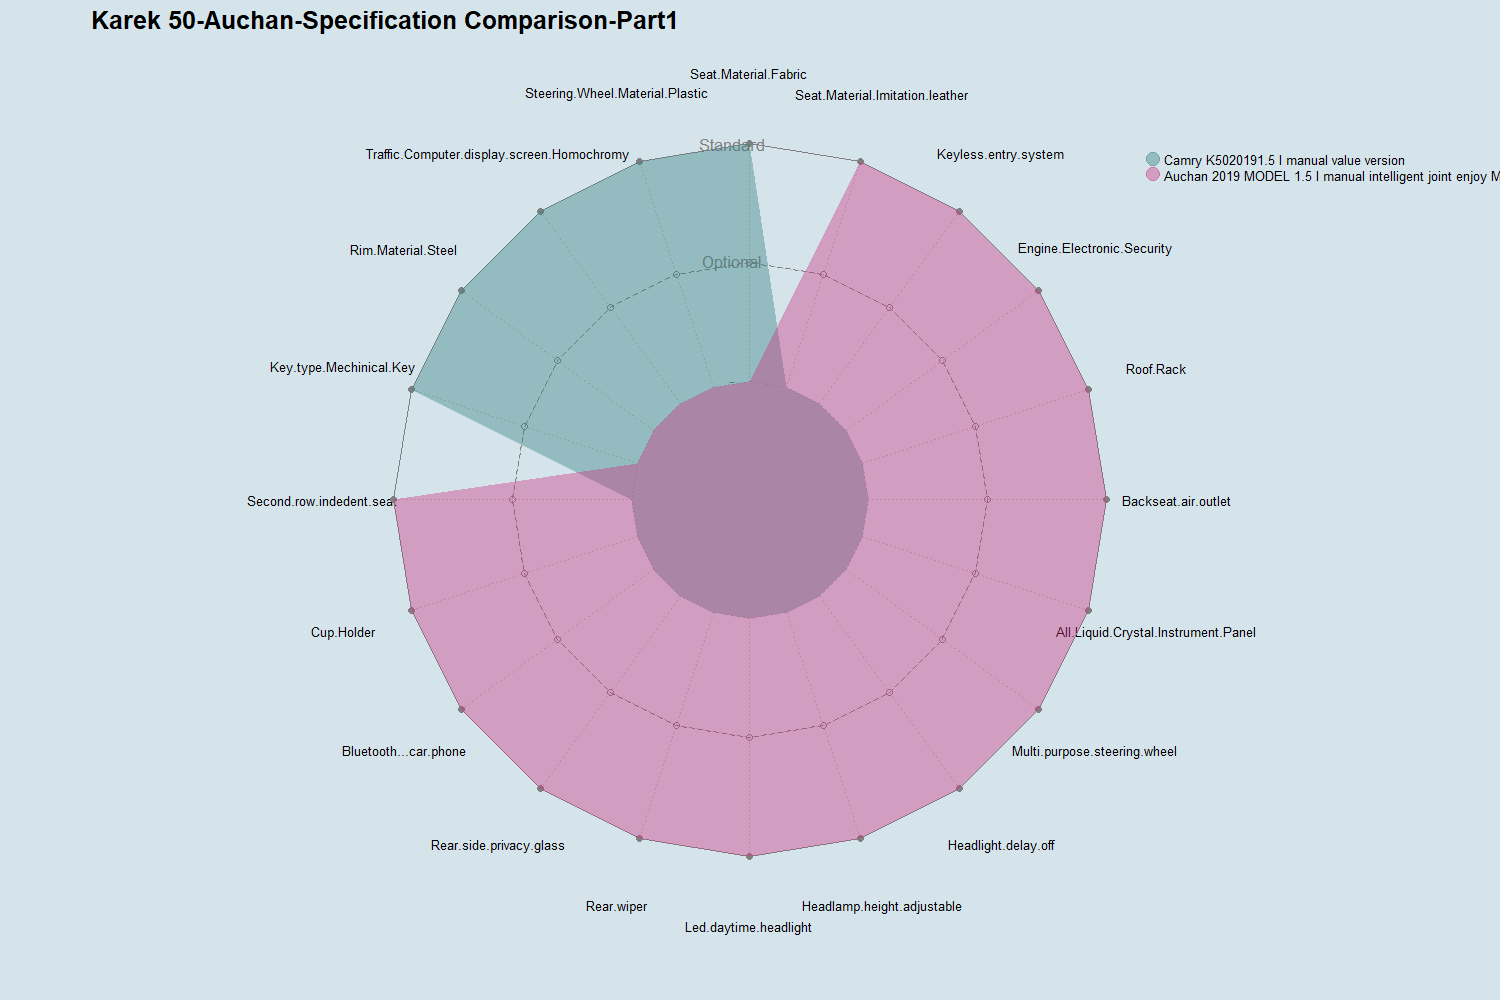 Karek 50-Auchan-Specification Comparison-Part1
Seat.Material.Fabric
Steering.Wheel.Material.Plastic
Seat.Material.Imitation.leather
Standard
Traffic.Computer.display.screen.Homochromy
Keyless.entry.system
Camry K5020191.5 l manual value version
Auchan 2019 MODEL 1.5 l manual intelligent joint enjoy M
Rim.Material.Steel
Engine.Electronic.Security
Optional
Key.type.Mechinical.Key
Roof.Rack
-
Second.row.indedent.seat
Backseat.air.outlet
Cup.Holder
All.Liquid.Crystal.Instrument.Panel
Bluetooth...car.phone
Multi.purpose.steering.wheel
Rear.side.privacy.glass
Headlight.delay.off
Rear.wiper
Headlamp.height.adjustable
Led.daytime.headlight